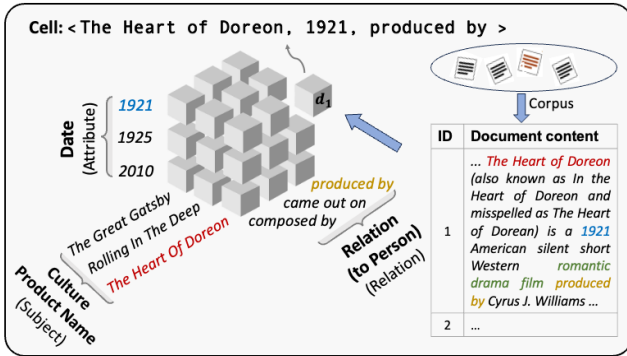 Cell: < The Heart of Doreon, 1921, produced by >
d1
Date
(Attribute)
1921
1925
2010
The Great Gatsby
Rolling In The Deep
The Heart Of Doreon
Culture
Product Name
(Subject)
produced by
came out on
composed by
Relation
(to Person)
(Relation)
Corpus
ID Document content
1
... The Heart of Doreon
(also known as In the
Heart of Doreon and
misspelled as The Heart
of Dorean) is a 1921
American silent short
Western romantic
drama film produced
by Cyrus J. Williams ...
2 ...